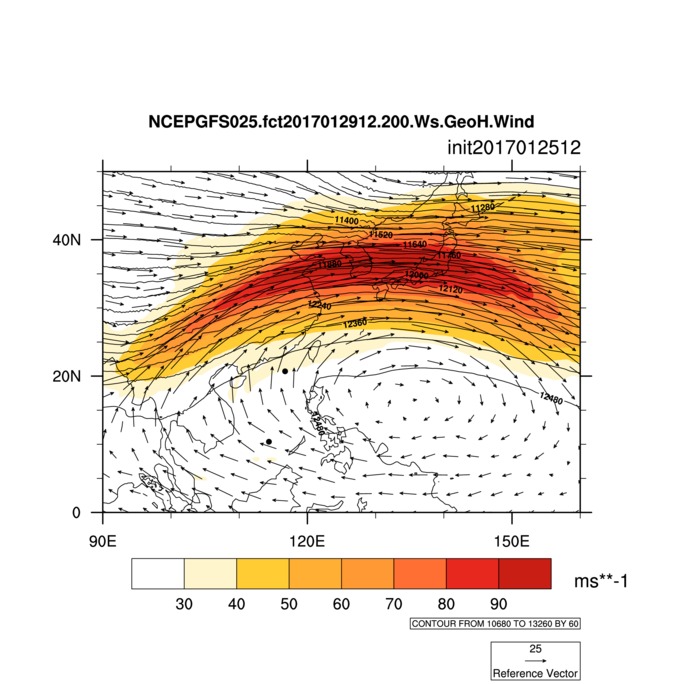 NCEPGFS025.fct2017012912.200.Ws.GeoH.Wind
init2017012512
11280
11400
11520
40N
11640
11760
11880
12000
12120
12240
12360
20N
12480
12480
0
90E 120E 150E
ms**-1
30 40 50 60 70 80 90
CONTOUR FROM 10680 TO 13260 BY 60
25
Reference Vector